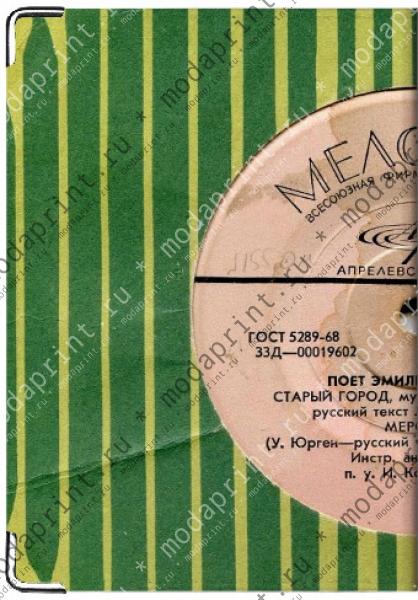 МЕЛО
ВСЕСОЮЗНАЯ ФИРМ
АПРЕЛЕВС
ГОСТ 5289-68
33Д—00019602
ПОЕТ ЭМИЛ
СТАРЫЙ ГОРОД, му
русский текст
МЕРС
(У. Юрген—русский
Инстр. ан
п. у. И. К
modaprint.ru